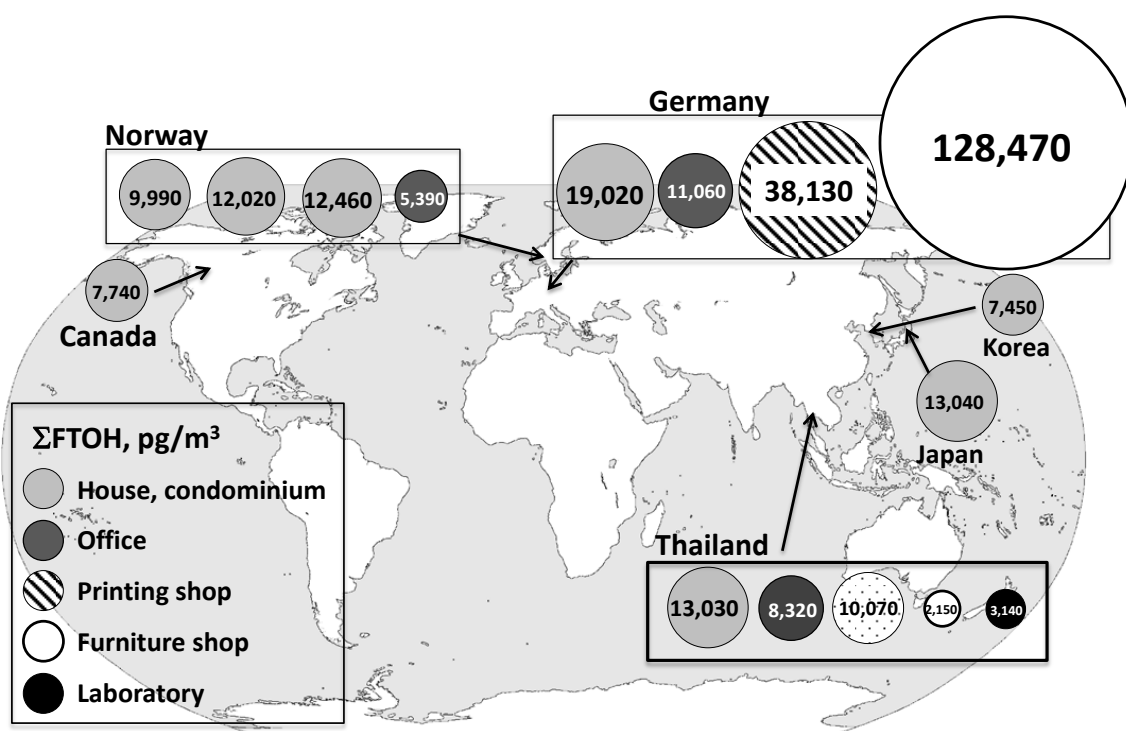 Germany
128,470
Norway
9,990 12,020 12,460 5,390
19,020 11,060 38,130
7,740
Canada
7,450
Korea
13,040
Japan
ΣFTOH, pg/m³
House, condominium
Office
Printing shop
Furniture shop
Laboratory
Thailand
13,030 8,320 10,070 2,150 3,140